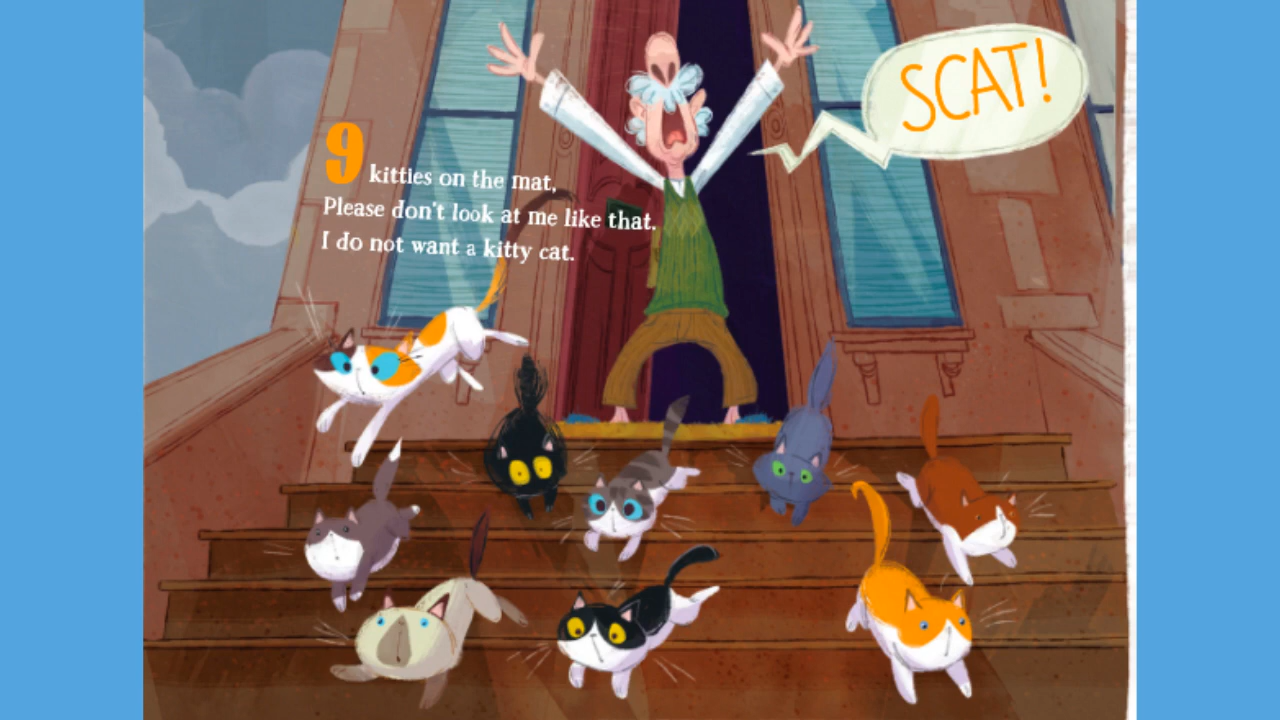 9 kitties on the mat,
Please don't look at me like that.
I do not want a kitty cat.
SCAT!